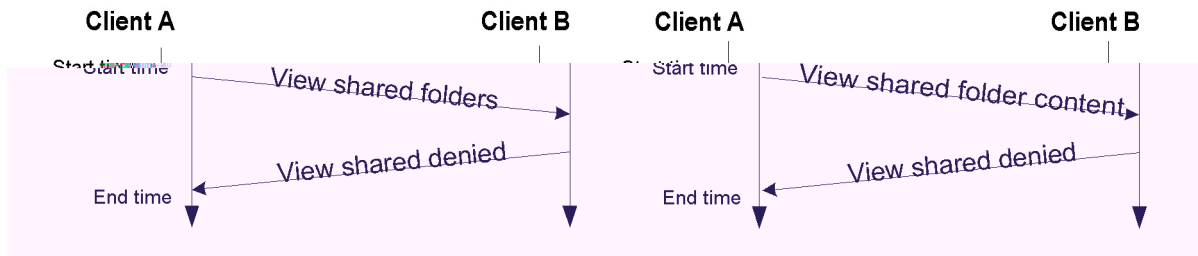 Client A
Client B
Start time
View shared folders
View shared denied
End time
Client A
Client B
Start time
View shared folder content
View shared denied
End time